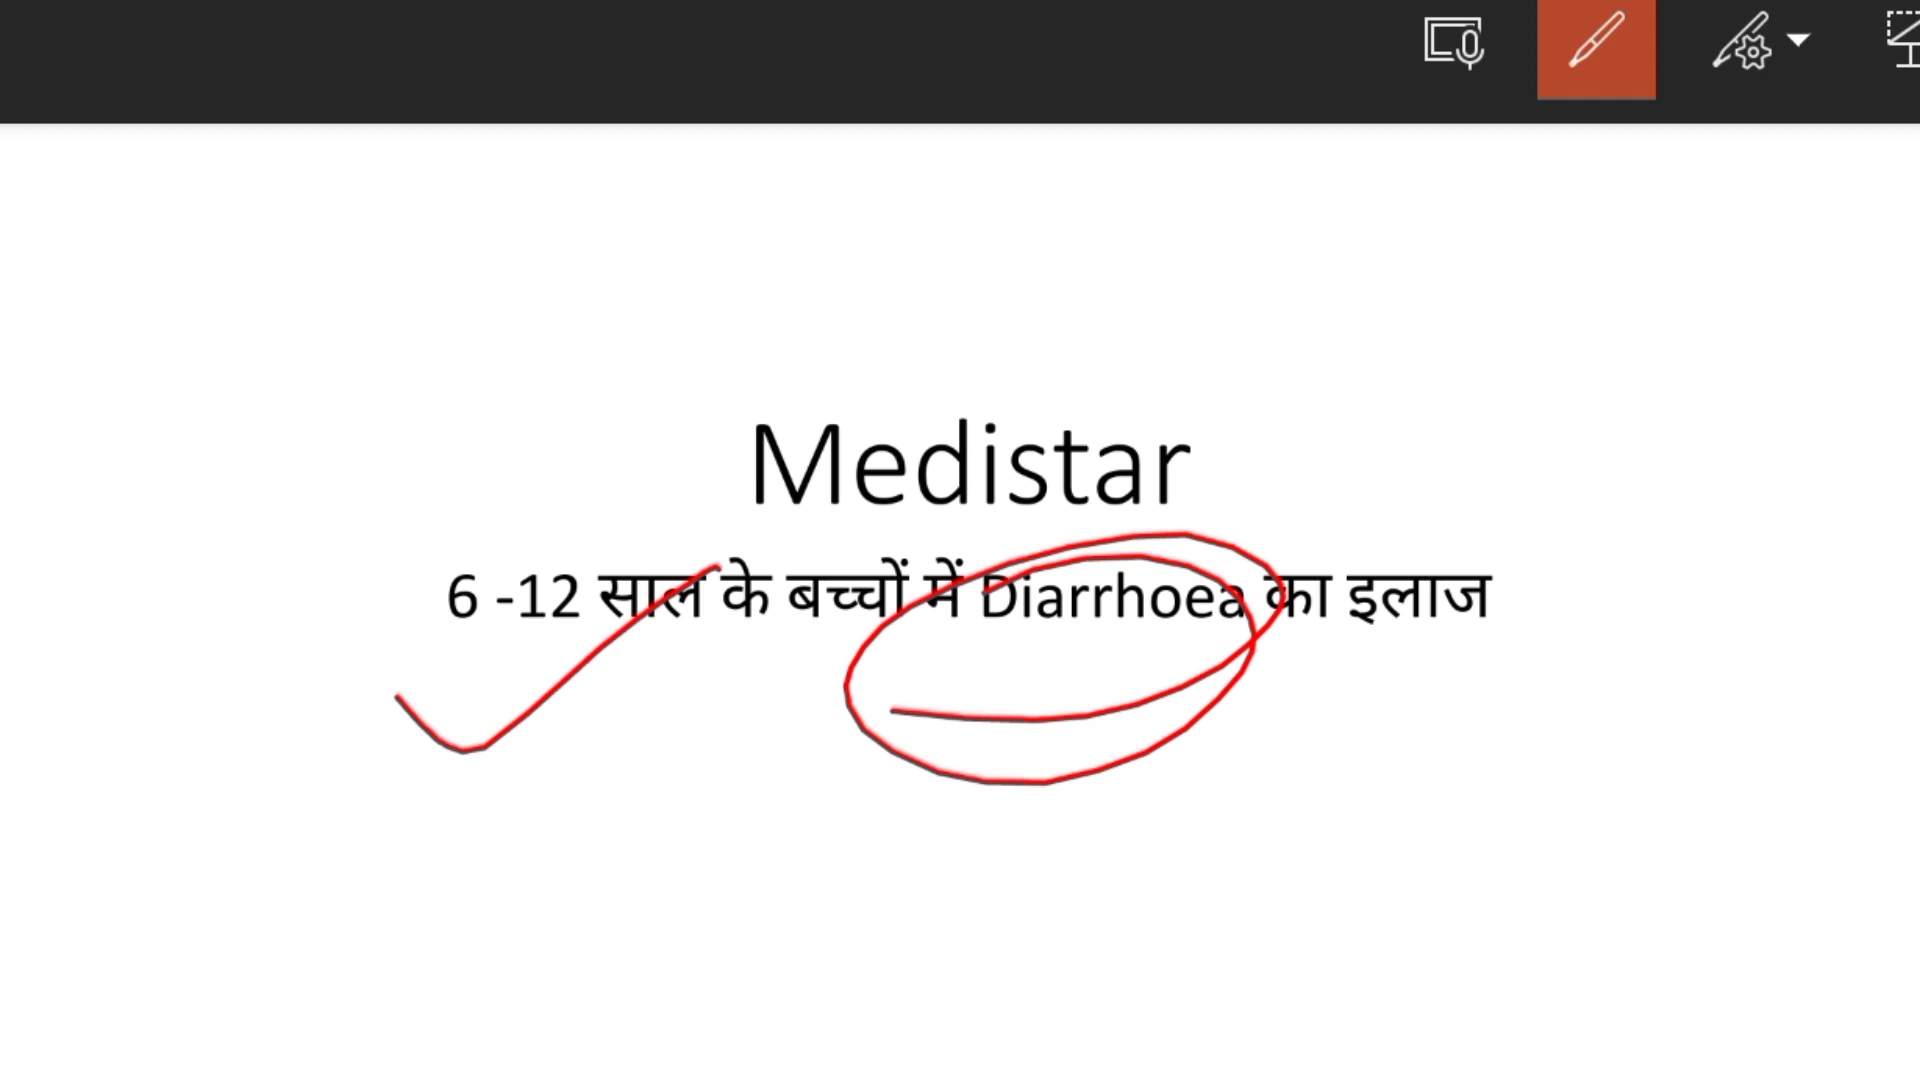 Medistar
6 -12 साल के बच्चों में Diarrhoea का इलाज